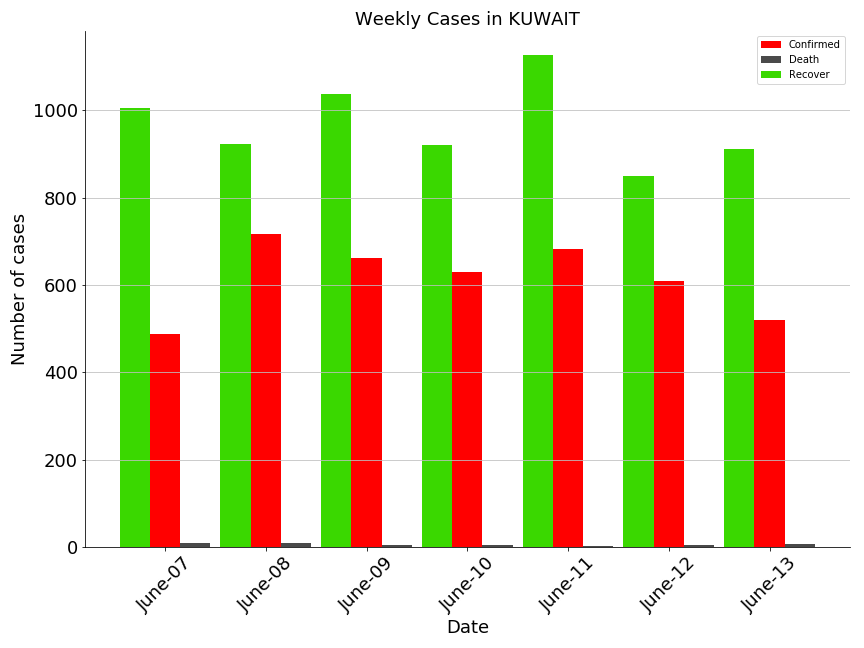 Weekly Cases in KUWAIT
Confirmed
Death
Recover
Number of cases
1000
800
600
400
200
0
June-07
June-08
June-09
June-10
June-11
June-12
June-13
Date